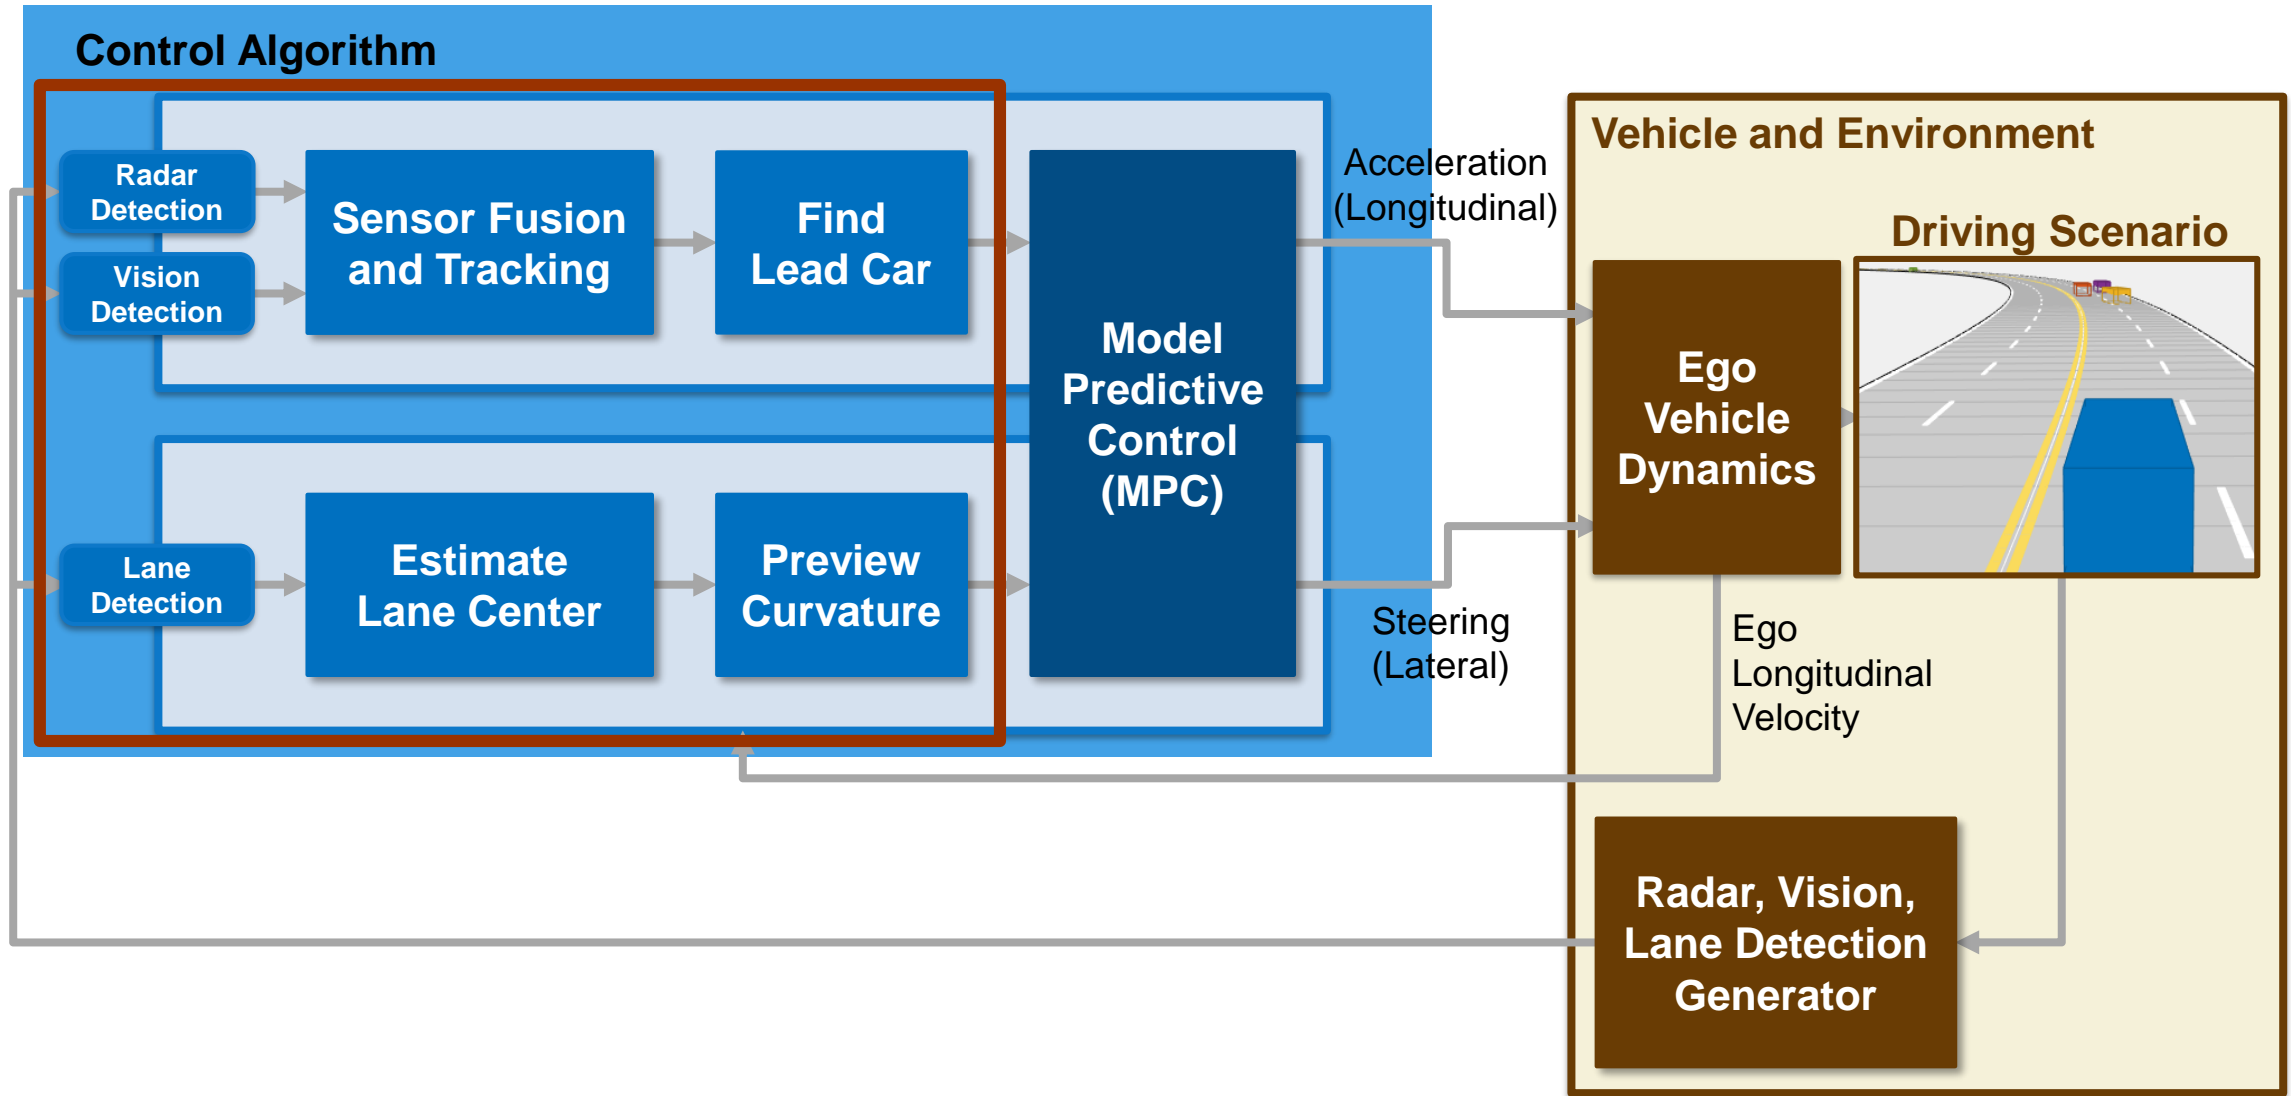 Control Algorithm
Radar
Detection
Vision
Detection
Sensor Fusion
and Tracking
Find
Lead Car
Lane
Detection
Estimate
Lane Center
Preview
Curvature
Model
Predictive
Control
(MPC)
Acceleration
(Longitudinal)
Steering
(Lateral)
Vehicle and Environment
Driving Scenario
Ego
Vehicle
Dynamics
Ego
Longitudinal
Velocity
Radar, Vision,
Lane Detection
Generator